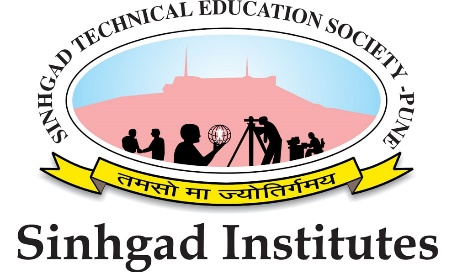 SINHGAD TECHNICAL EDUCATION SOCIETY - PUNE
तमसो मा ज्योतिर्गमय
Sinhgad Institutes